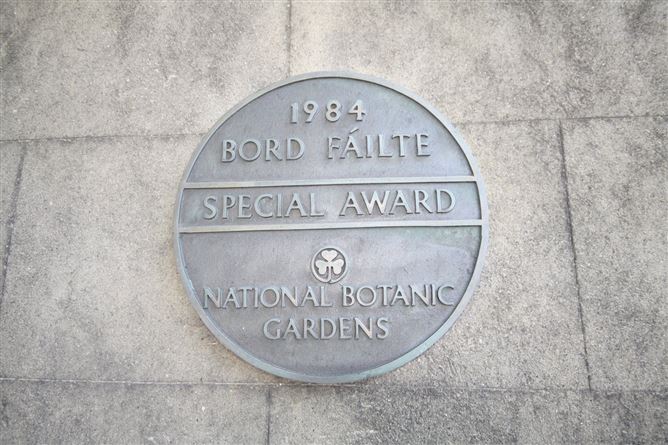 1984
BORD FÁILTE
SPECIAL AWARD
NATIONAL BOTANIC
GARDENS